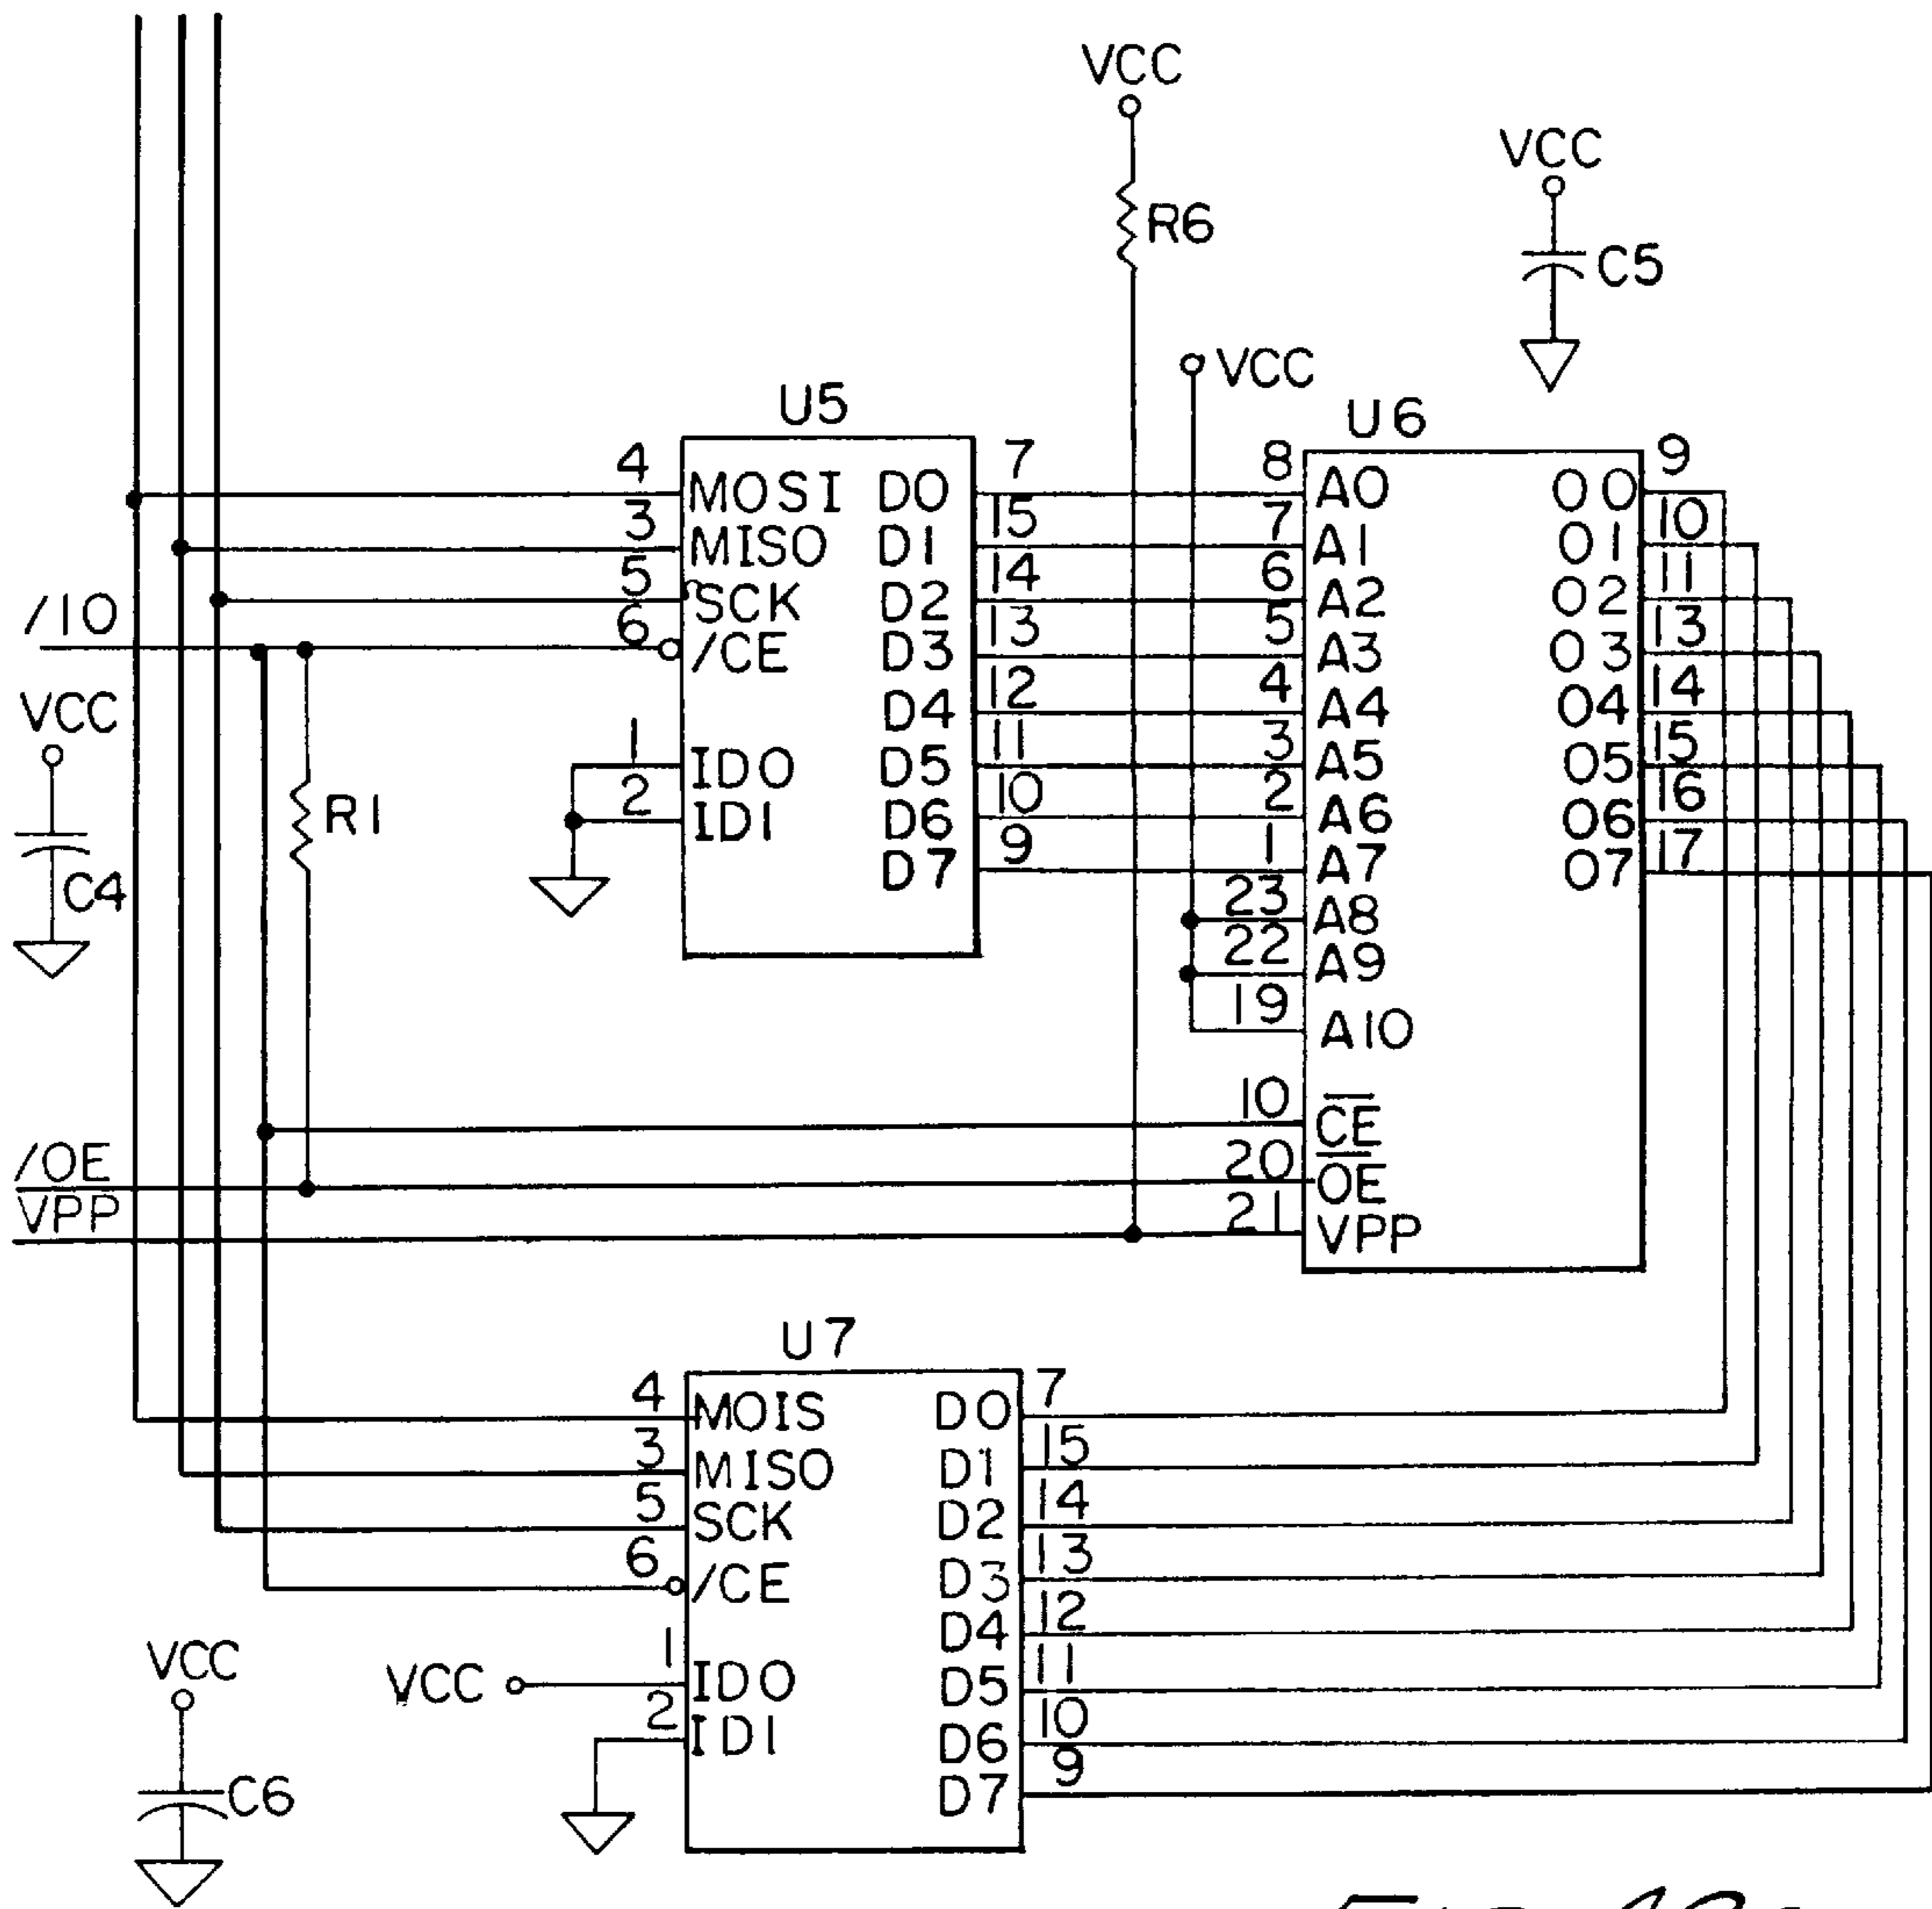 VCC
VCC
R6
C5
VCC
U5
U6
4 MOSI D0 7
3 MISO D1 15
5 SCK D2 14
6 /CE D3 13
D4 12
1 ID0 D5 11
2 ID1 D6 10
D7 9
8 A0 O0 9
7 A1 O1 10
6 A2 O2 11
5 A3 O3 13
4 A4 O4 14
3 A5 O5 15
2 A6 O6 16
1 A7 O7 17
23 A8
22 A9
19 A10
10 CE
20 OE
21 VPP
/IO
VCC
R1
C4
/OE
VPP
U7
4 MOIS D0 7
3 MISO D1 15
5 SCK D2 14
6 /CE D3 13
D4 12
VCC 1 ID0 D5 11
2 ID1 D6 10
D7 9
VCC
C6